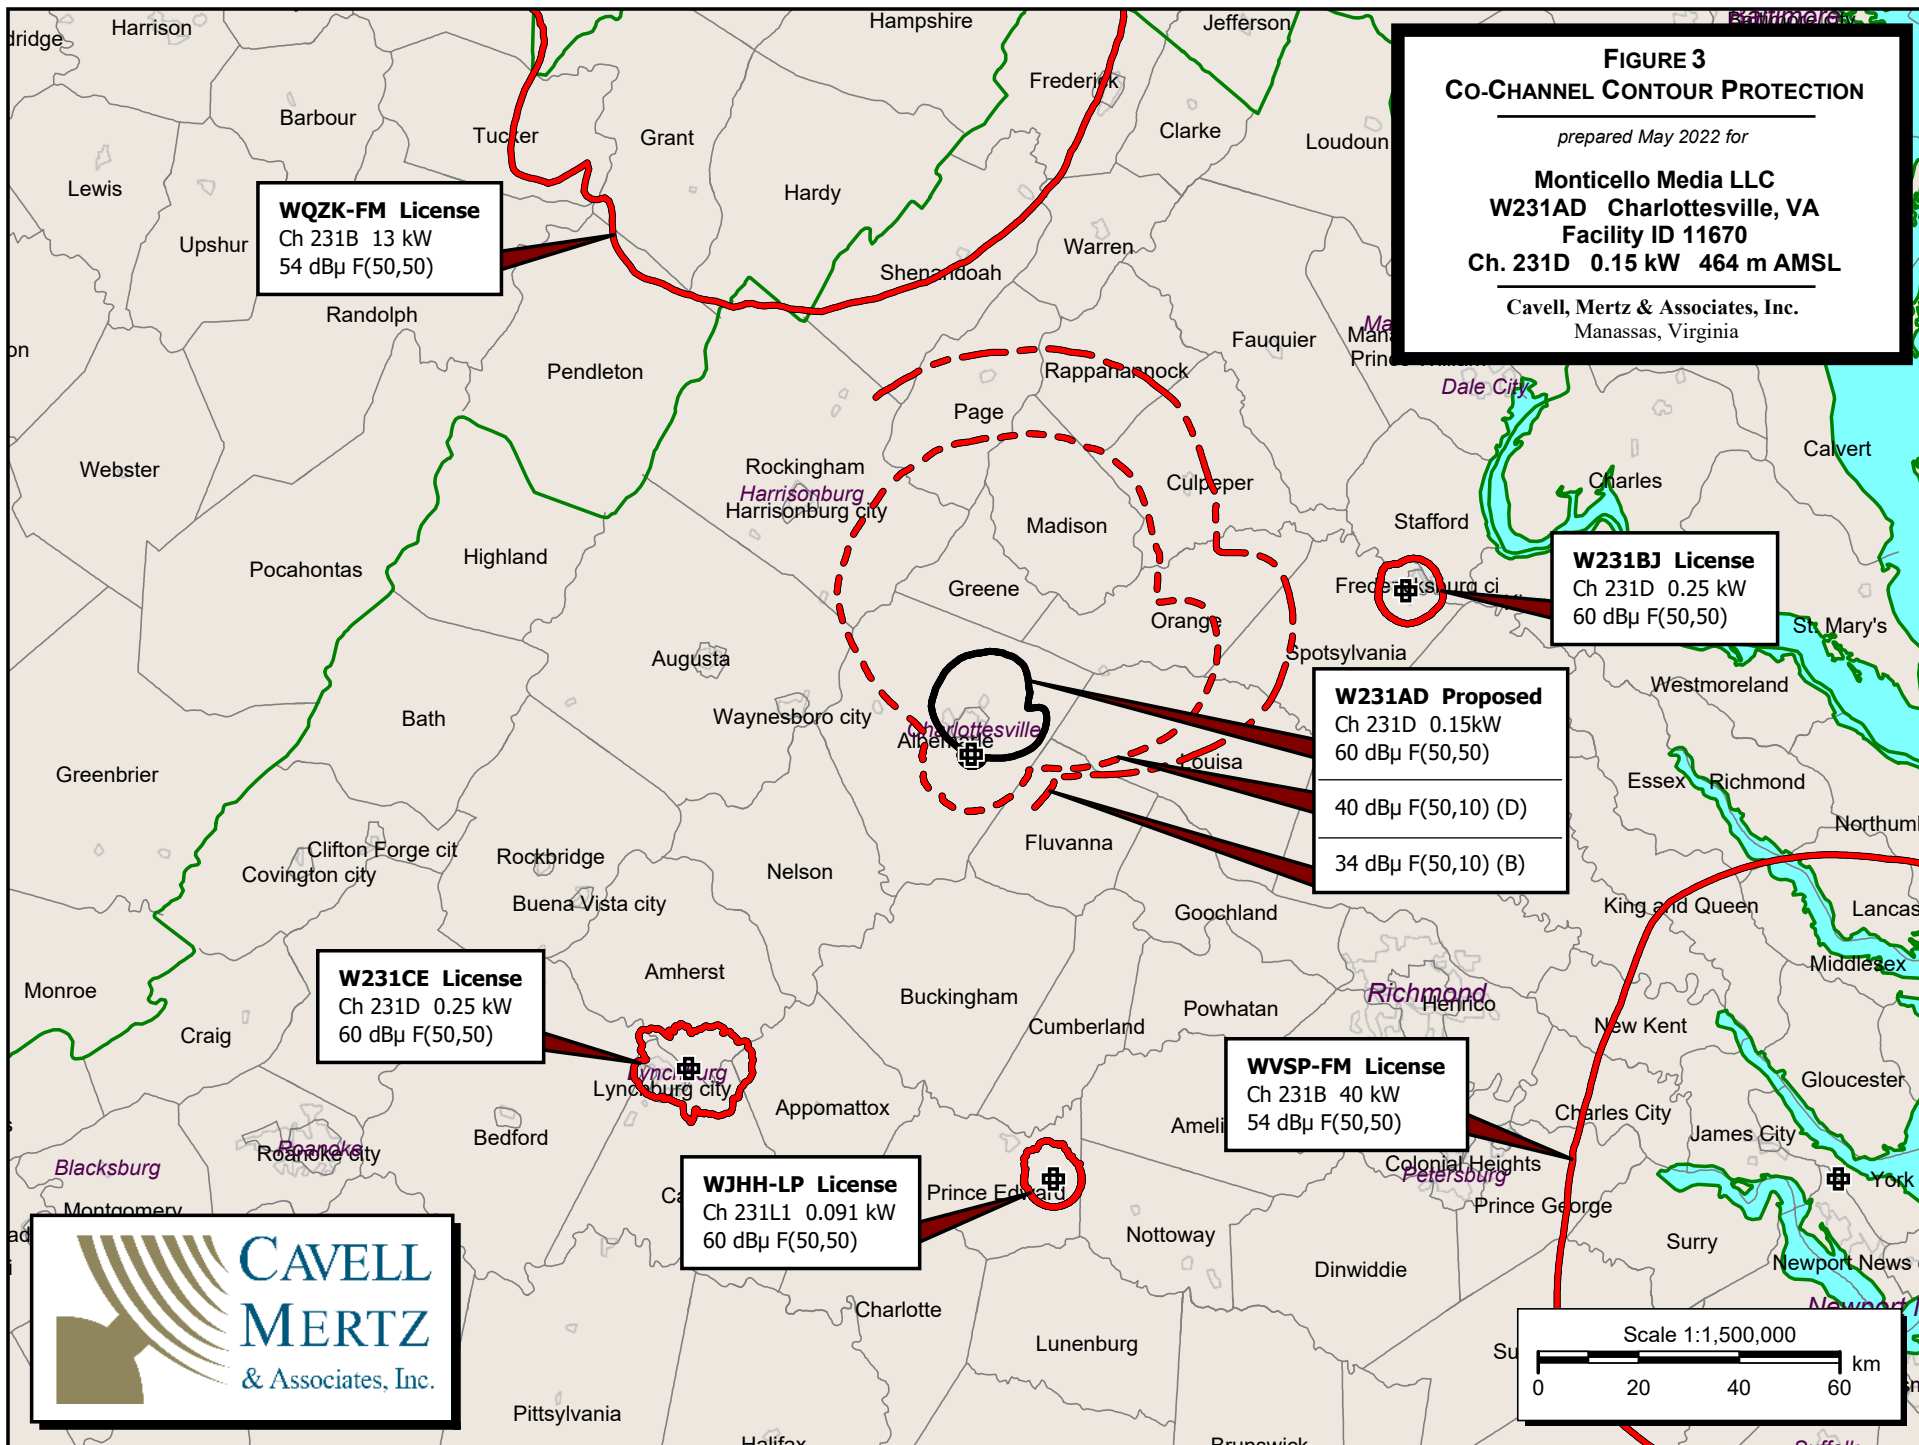 FIGURE 3
CO-CHANNEL CONTOUR PROTECTION
prepared May 2022 for
Monticello Media LLC
W231AD Charlottesville, VA
Facility ID 11670
Ch. 231D 0.15 kW 464 m AMSL
Cavell, Mertz & Associates, Inc.
Manassas, Virginia
Harrison
Hampshire
Jefferson
Frederick
Barbour
Tucker
Grant
Clarke
Loudoun
Lewis
Hardy
WQZK-FM License
Ch 231B 13 kW
54 dBµ F(50,50)
Upshur
Warren
Shenandoah
Randolph
Fauquier
Pendleton
Rappahannock
Dale City
Page
Calvert
Webster
Rockingham
Harrisonburg
Harrisonburg city
Culpeper
Charles
Madison
Stafford
Highland
Pocahontas
W231BJ License
Ch 231D 0.25 kW
60 dBµ F(50,50)
Greene
Fredericksburg ci
Orange
St. Mary's
Augusta
Spotsylvania
Westmoreland
W231AD Proposed
Ch 231D 0.15kW
60 dBµ F(50,50)
40 dBµ F(50,10) (D)
34 dBµ F(50,10) (B)
Bath
Waynesboro city
Charlottesville
Albemarle
Louisa
Greenbrier
Essex
Richmond
Clifton Forge cit
Covington city
Rockbridge
Fluvanna
Nelson
Buena Vista city
Goochland
King and Queen
Middlesex
Monroe
W231CE License
Ch 231D 0.25 kW
60 dBµ F(50,50)
Amherst
Buckingham
Cumberland
Powhatan
Richmond
Henrico
New Kent
Craig
Lynchburg
Lynchburg city
Appomattox
WVSP-FM License
Ch 231B 40 kW
54 dBµ F(50,50)
Gloucester
Charles City
James City
Bedford
Roanoke
Roanoke city
Blacksburg
Colonial Heights
Petersburg
York
WJHH-LP License
Ch 231L1 0.091 kW
60 dBµ F(50,50)
Prince Edward
Prince George
Montgomery
Nottoway
Surry
Dinwiddie
Newport News
CAVELL
MERTZ
& Associates, Inc.
Charlotte
Lunenburg
Scale 1:1,500,000
km
0 20 40 60
Pittsylvania
Halifax
Brunswick
Suffolk